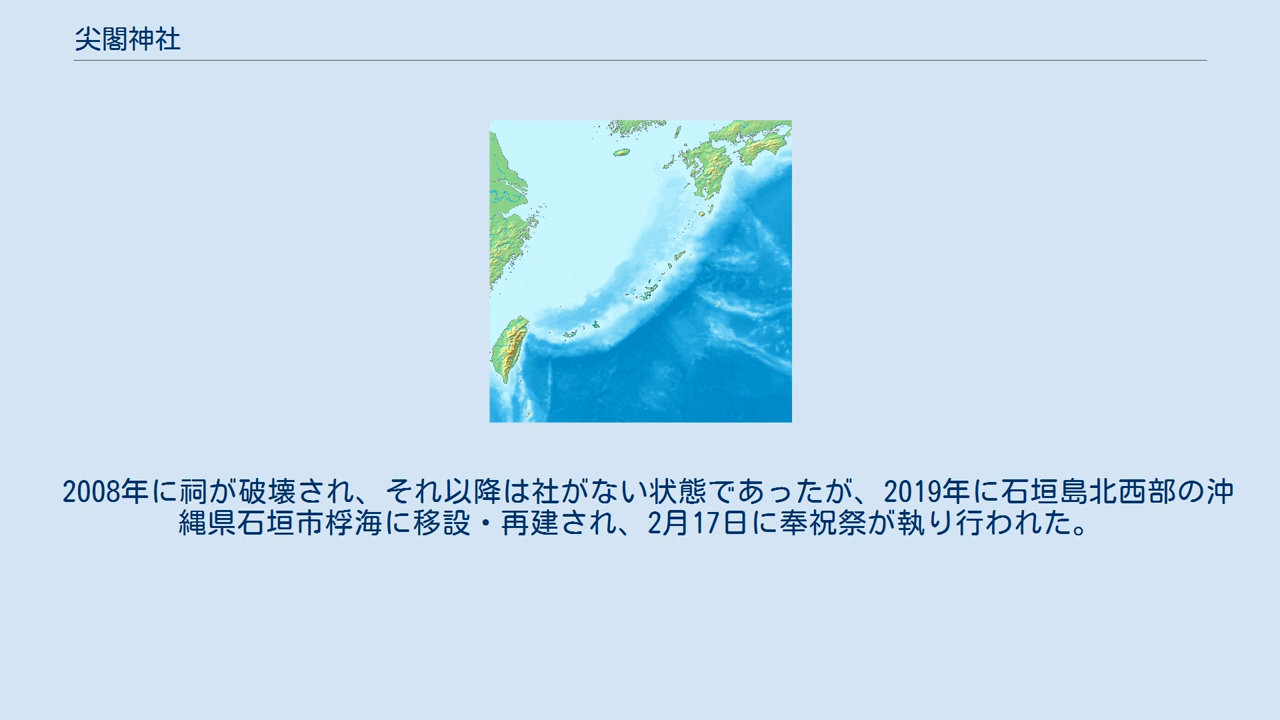 尖閣神社
2008年に祠が破壊され、それ以降は社がない状態であったが、2019年に石垣島北西部の沖
縄県石垣市桴海に移設・再建され、2月17日に奉祝祭が執り行われた。